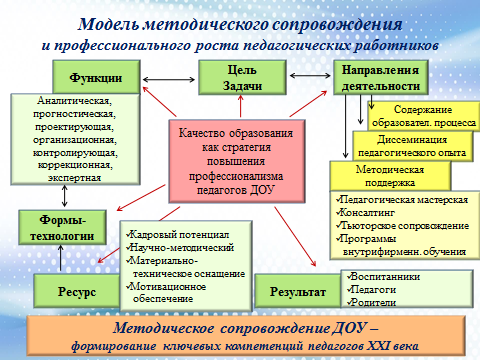 Модель методического сопровождения
и профессионального роста педагогических работников
Функции
Цель
Задачи
Направления
деятельности
Аналитическая,
прогностическая,
проектирующая,
организационная,
контролирующая,
коррекционная,
экспертная
Качество образования
как стратегия
повышения
профессионализма
педагогов ДОУ
Содержание
образовател. процесса
Диссеминация
педагогического опыта
Методическая
поддержка
✓Педагогическая мастерская
✓Консалтинг
✓Тьюторское сопровождение
✓Программы
внутрифирменн. обучения
Формы-
технологии
✓Кадровый потенциал
✓Научно-методический
✓Материально-
техническое оснащение
✓Мотивационное
обеспечение
Ресурс
Результат
✓Воспитанники
✓Педагоги
✓Родители
Методическое сопровождение ДОУ –
формирование ключевых компетенций педагогов XXI века